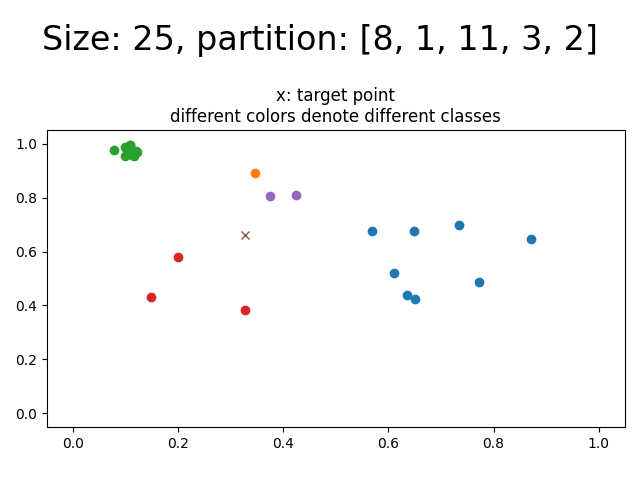 Size: 25, partition: [8, 1, 11, 3, 2]
x: target point
different colors denote different classes
1.0
0.8
0.6
0.4
0.2
0.0
0.0 0.2 0.4 0.6 0.8 1.0